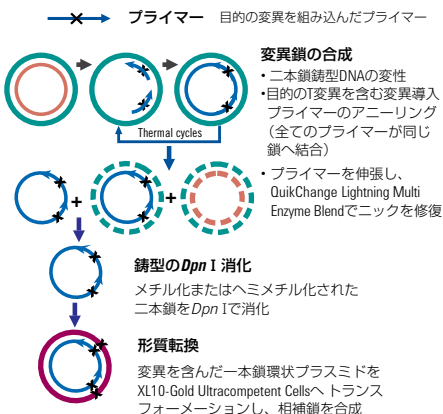 プライマー 目的の変異を組み込んだプライマー
変異鎖の合成
・二本鎖鋳型DNAの変性
・目的のT変異を含む変異導入
プライマーのアニーリング
（全てのプライマーが同じ
鎖へ結合）
・プライマーを伸張し、
QuikChange Lightning Multi
Enzyme Blendでニックを修復
Thermal cycles
+
+
鋳型のDpn I 消化
メチル化またはヘミメチル化された
二本鎖をDpn Iで消化
形質転換
変異を含んだ一本鎖環状プラスミドを
XL10-Gold Ultracompetent Cellsへ トランス
フォーメーションし、相補鎖を合成